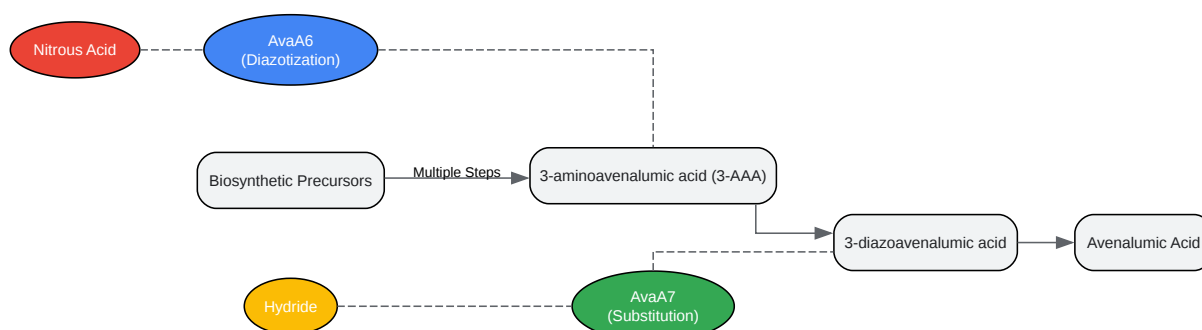 Nitrous Acid
AvaA6
(Diazotization)
Biosynthetic Precursors
Multiple Steps
3-aminoavenalumic acid (3-AAA)
3-diazoavenalumic acid
Avenalumic Acid
Hydride
AvaA7
(Substitution)